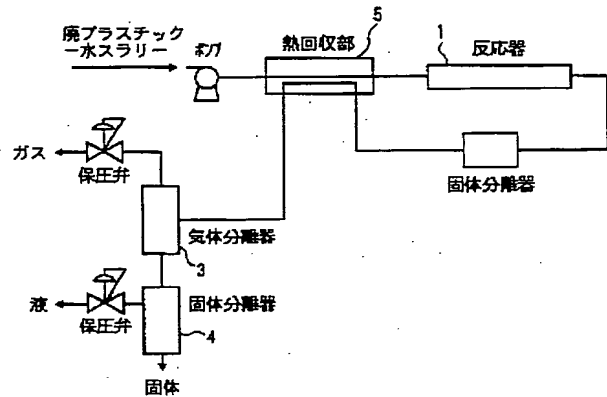 廃プラスチック
ー水スラリー
ポンプ
熱回収部
5
1
反応器
固体分離器
ガス
保圧弁
気体分離器
3
液
保圧弁
固体分離器
4
固体